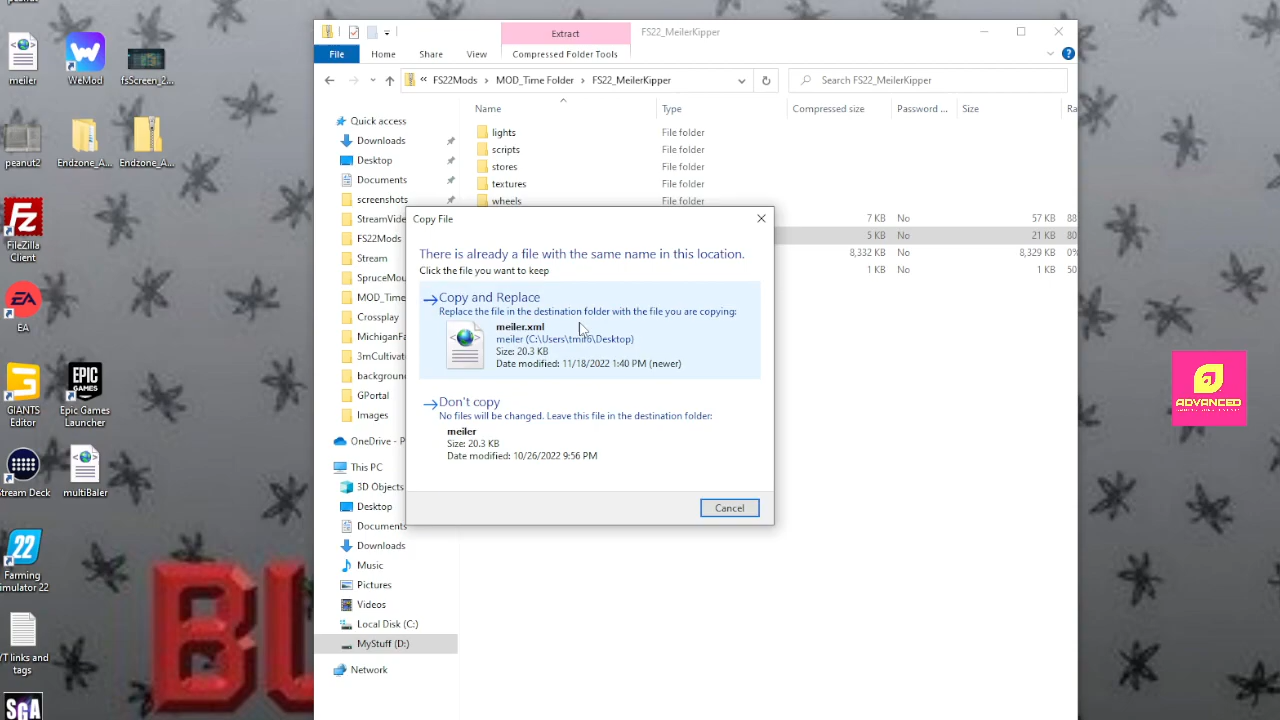 peanut
meiler
WeMod
fsScreen_2...
peanut2
Endzone_A...
Endzone_A...
FileZilla
Client
EA
GIANTS
Editor
Epic Games
Launcher
Stream Deck
multiBaler
Farming
Simulator 22
YT links and
tags
SGA
Extract
FS22_MeilerKipper
File
Home
Share
View
Compressed Folder Tools
FS22Mods
MOD_Time Folder
FS22_MeilerKipper
Search FS22_MeilerKipper
Name
Type
Compressed size
Password ...
Size
Ra
Quick access
Downloads
Desktop
Documents
screenshots
StreamVide
FS22Mods
Stream
SpruceMou
MOD_Time
Crossplay
MichiganFa
3mCultivat
background
GPortal
Images
OneDrive - P
This PC
3D Objects
Desktop
Documents
Downloads
Music
Pictures
Videos
Local Disk (C:)
MyStuff (D:)
Network
lights File folder
scripts File folder
stores File folder
textures File folder
wheels File folder
7 KB No 57 KB 88
5 KB No 21 KB 80
8,332 KB No 8,329 KB 0%
1 KB No 1 KB 50
Copy File
There is already a file with the same name in this location.
Click the file you want to keep
Copy and Replace
Replace the file in the destination folder with the file you are copying:
meiler.xml
meiler (C:\Users\tmiro\Desktop)
Size: 20.3 KB
Date modified: 11/18/2022 1:40 PM (newer)
Don't copy
No files will be changed. Leave this file in the destination folder:
meiler
Size: 20.3 KB
Date modified: 10/26/2022 9:56 PM
Cancel
ADVANCED